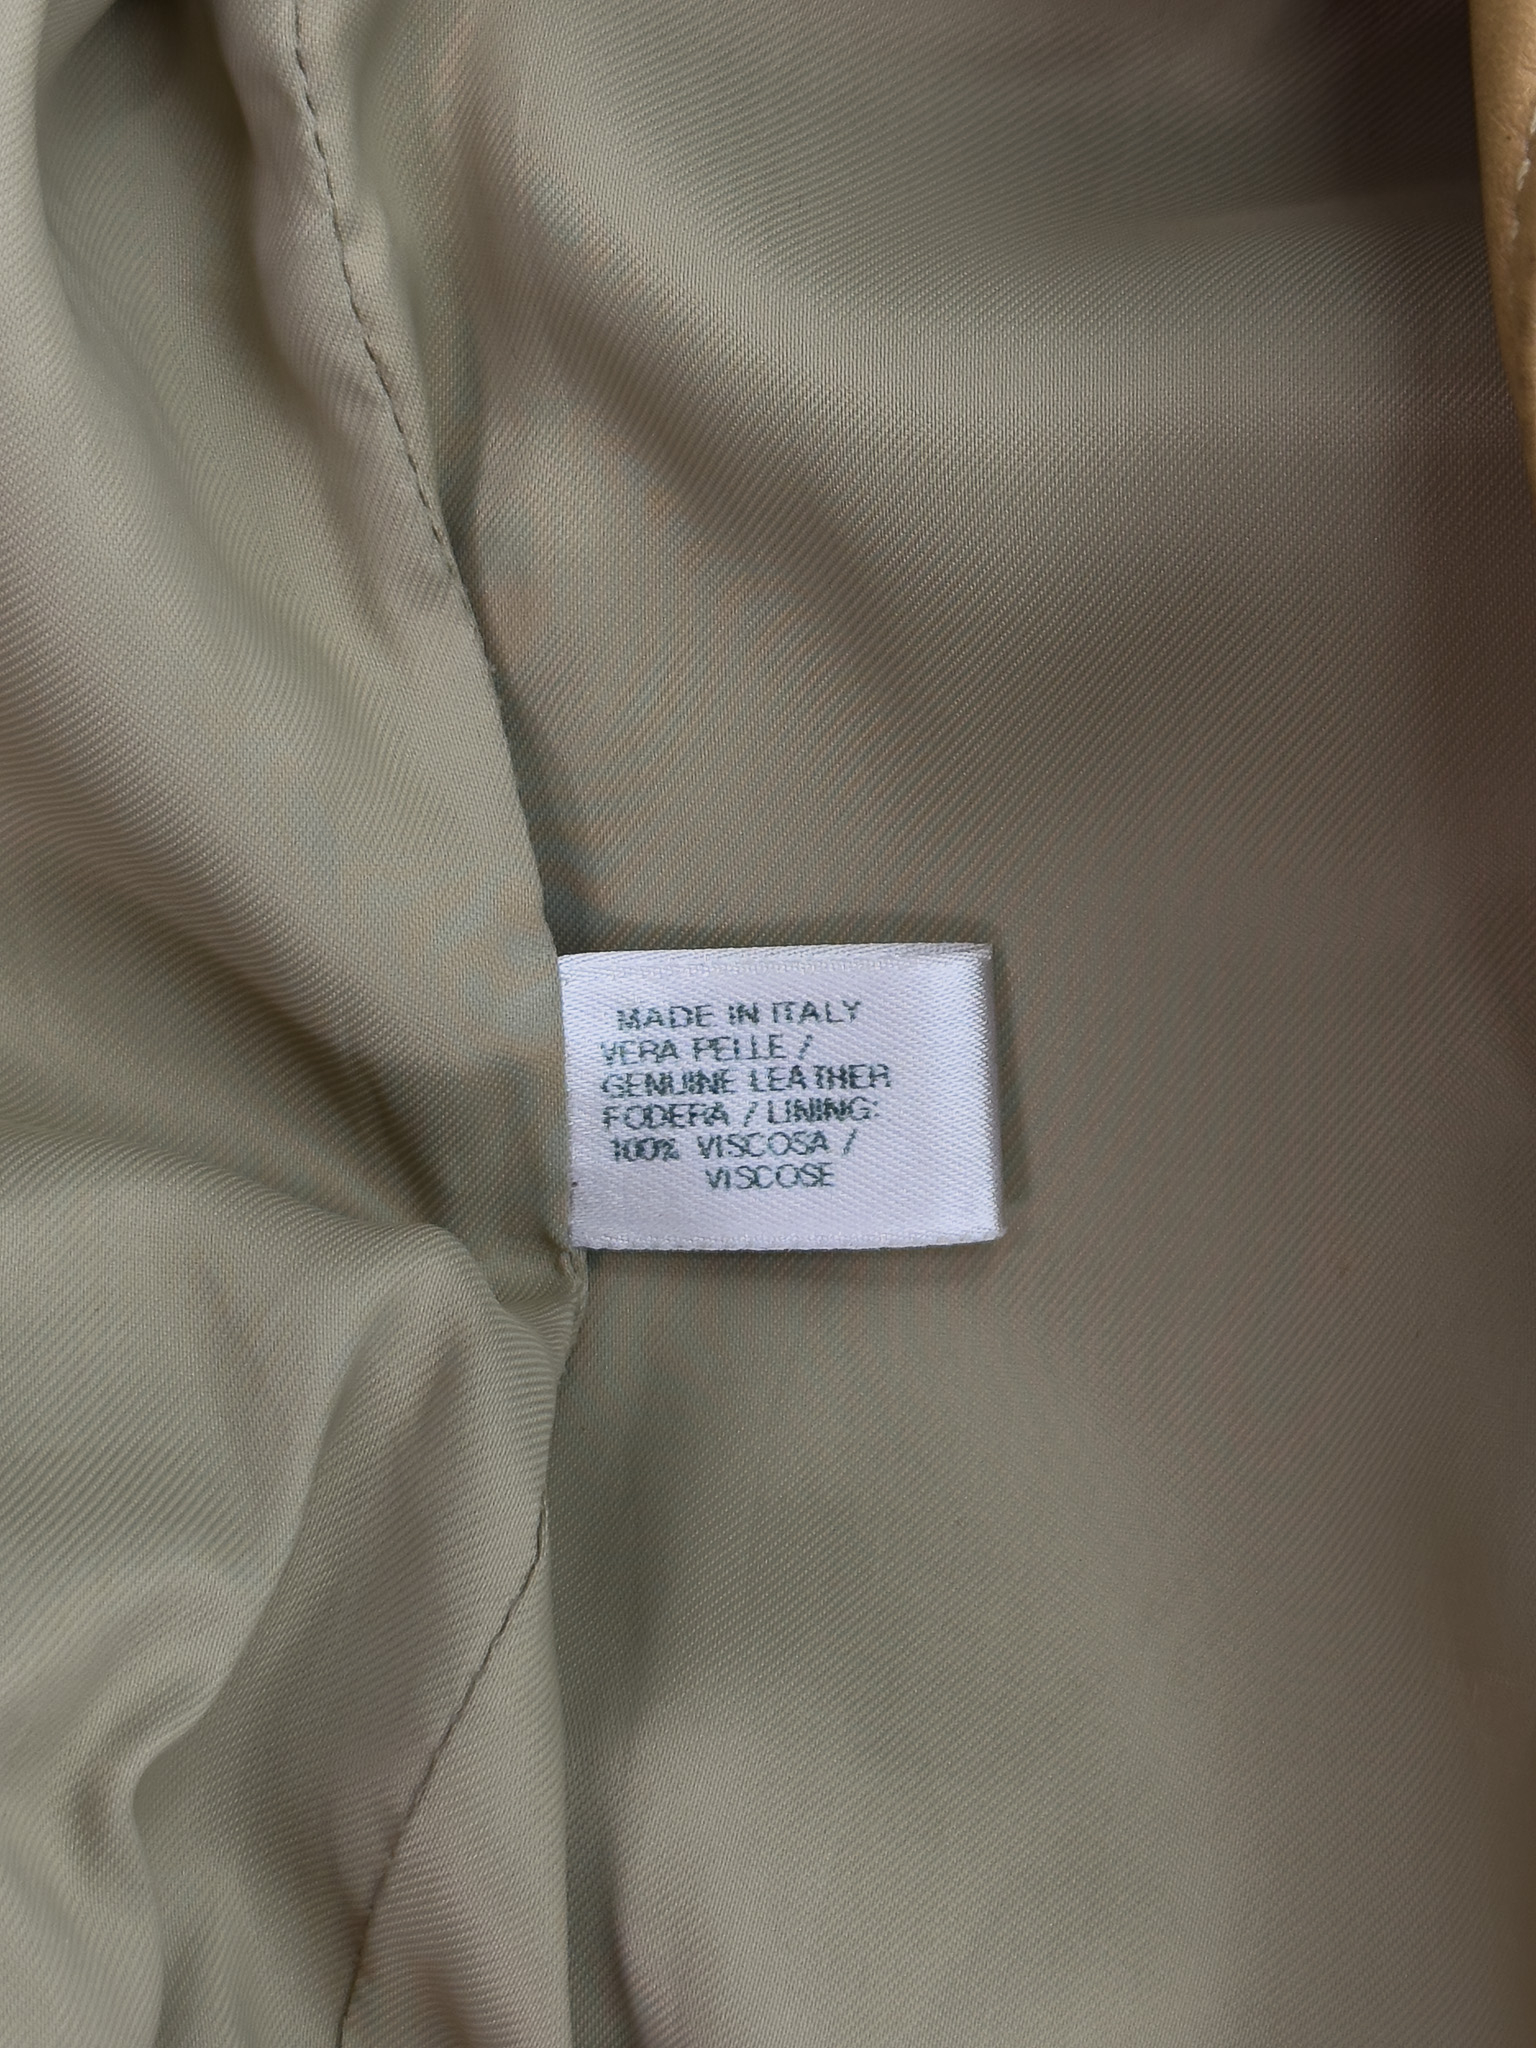 MADE IN ITALY
VERA PELLE /
GENUINE LEATHER
FODERA / LINING:
100% VISCOSA /
VISCOSE